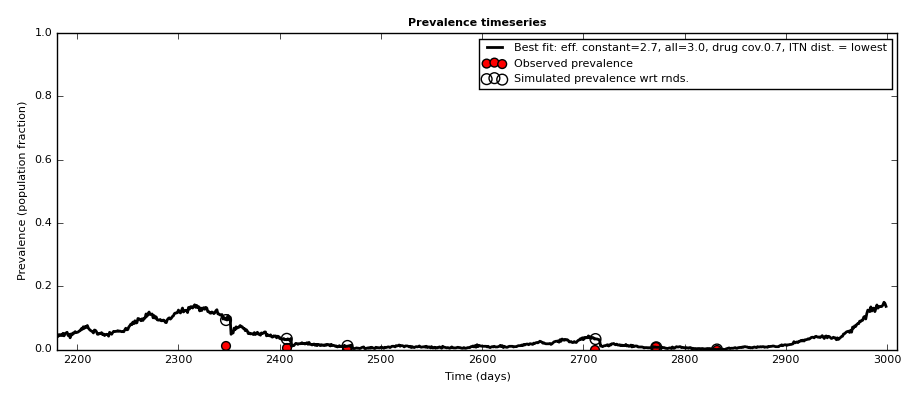 Prevalence timeseries
Best fit: eff. constant=2.7, all=3.0, drug cov.0.7, ITN dist. = lowest
Observed prevalence
Simulated prevalence wrt rnds.
Prevalence (population fraction)
1.0
0.8
0.6
0.4
0.2
0.0
2200 2300 2400 2500 2600 2700 2800 2900 3000
Time (days)